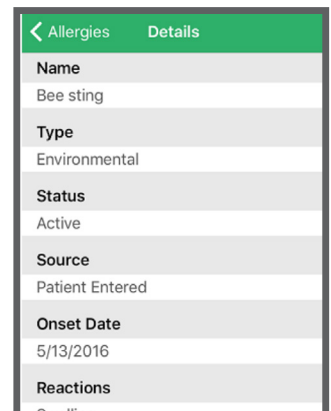 Allergies Details
Name
Bee sting
Type
Environmental
Status
Active
Source
Patient Entered
Onset Date
5/13/2016
Reactions